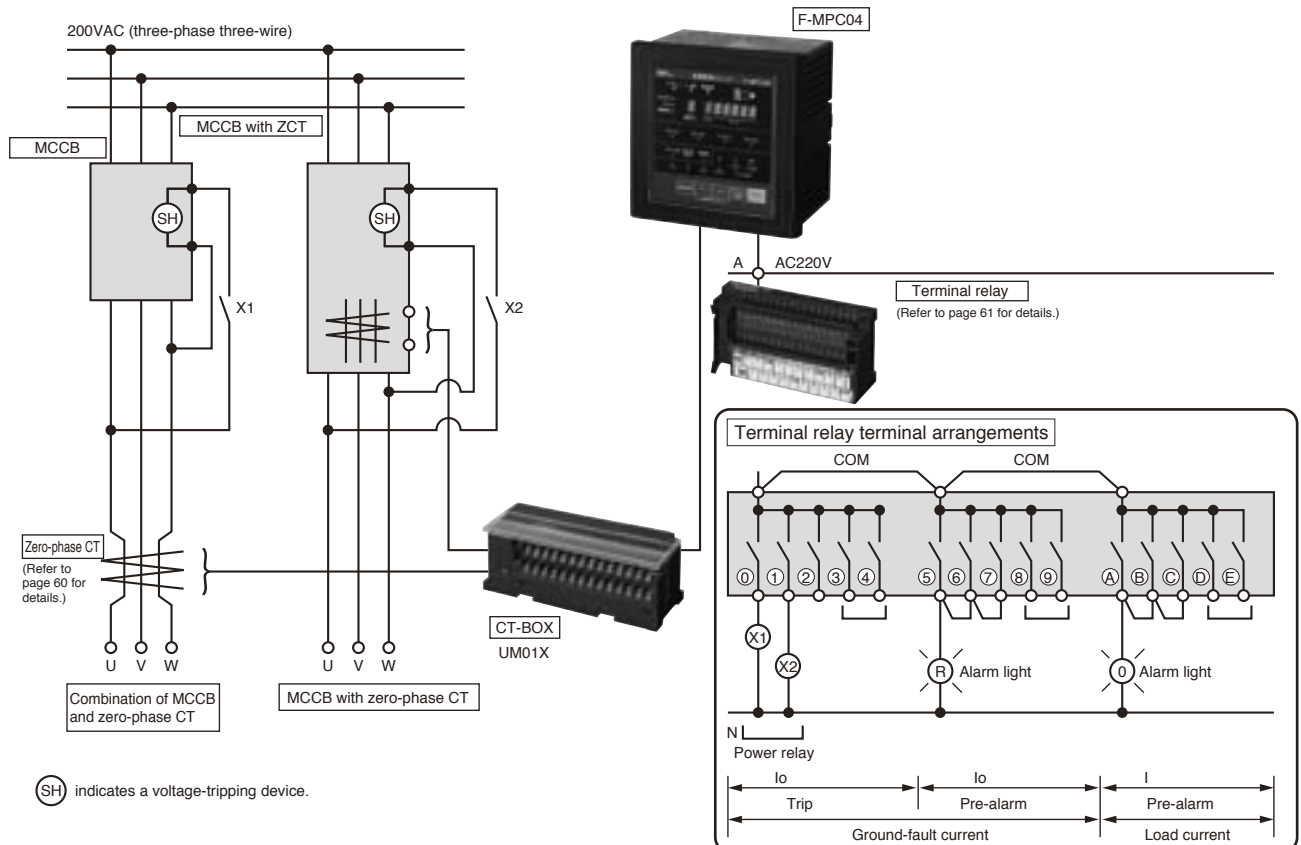 200VAC (three-phase three-wire)
F-MPC04
MCCB with ZCT
MCCB
SH
SH
X1
X2
A
AC220V
Terminal relay
(Refer to page 61 for details.)
Terminal relay terminal arrangements
COM
COM
0
1
2
3
4
5
6
7
8
9
A
B
C
D
E
Zero-phase CT
(Refer to
page 60 for
details.)
CT-BOX
UM01X
U
V
W
U
V
W
Combination of MCCB
and zero-phase CT
MCCB with zero-phase CT
X1
X2
R
Alarm light
0
Alarm light
N
Power relay
Io
Io
I
Trip
Pre-alarm
Pre-alarm
Ground-fault current
Load current
SH indicates a voltage-tripping device.